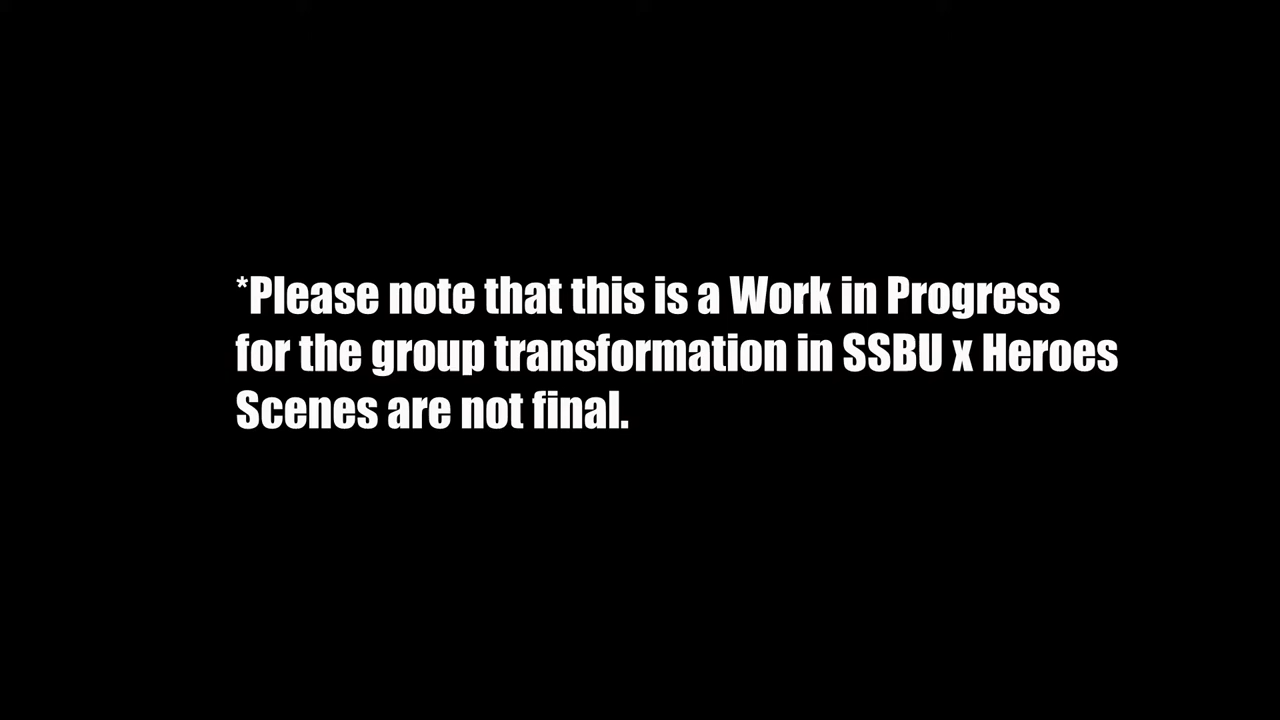 *Please note that this is a Work in Progress
for the group transformation in SSBU x Heroes
Scenes are not final.